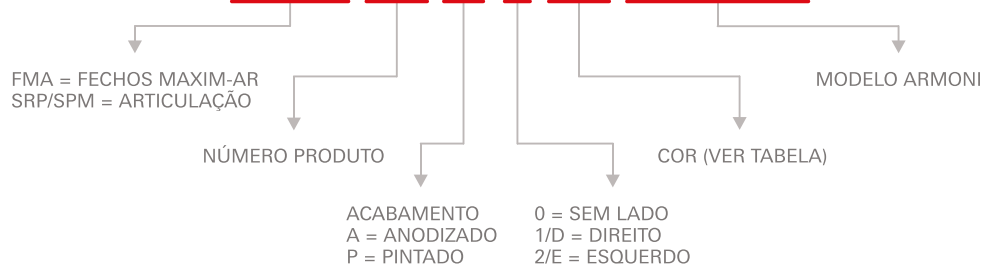 FMA = FECHOS MAXIM-AR
SRP/SPM = ARTICULAÇÃO
MODELO ARMONI
NÚMERO PRODUTO
COR (VER TABELA)
ACABAMENTO
A = ANODIZADO
P = PINTADO
0 = SEM LADO
1/D = DIREITO
2/E = ESQUERDO